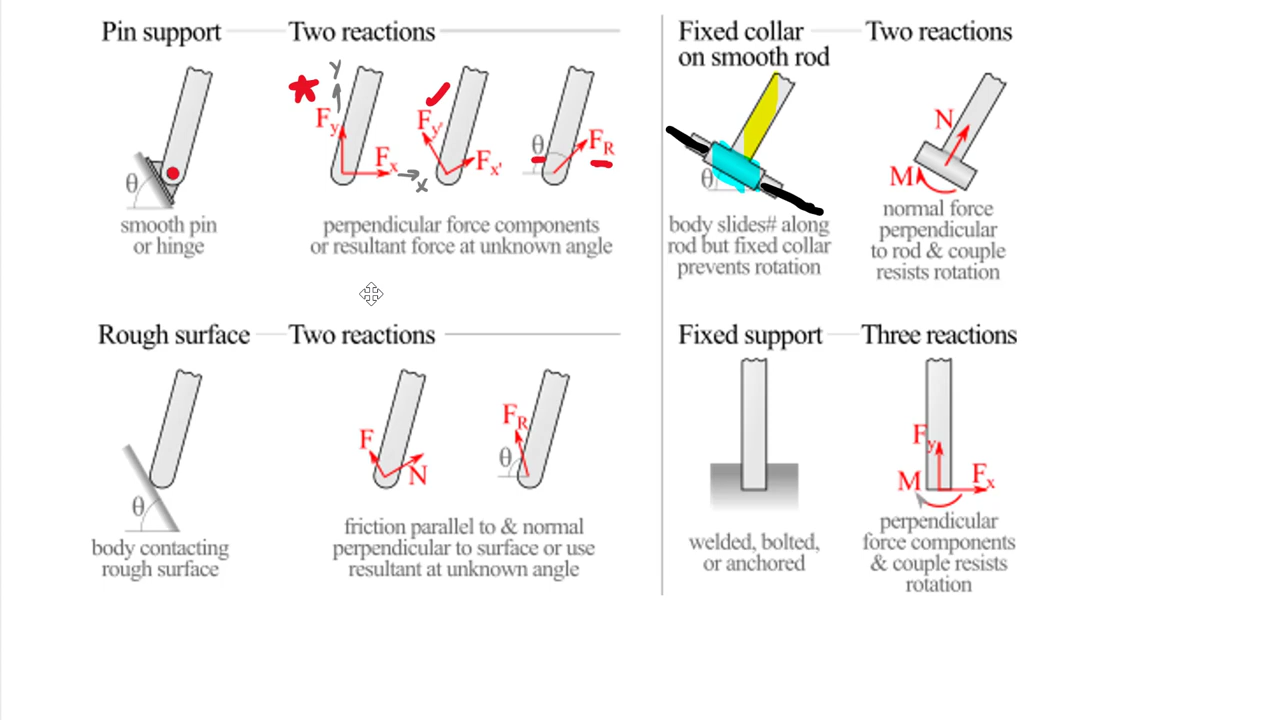 Pin support
Two reactions
θ
smooth pin
or hinge
y
Fy
Fx
x
Fy'
Fx'
θ
FR
perpendicular force components
or resultant force at unknown angle
Fixed collar
on smooth rod
Two reactions
θ
body slides# along
rod but fixed collar
prevents rotation
N
M
normal force
perpendicular
to rod & couple
resists rotation
Rough surface
Two reactions
θ
body contacting
rough surface
F
N
FR
θ
friction parallel to & normal
perpendicular to surface or use
resultant at unknown angle
Fixed support
Three reactions
welded, bolted,
or anchored
Fy
M
Fx
perpendicular
force components
& couple resists
rotation